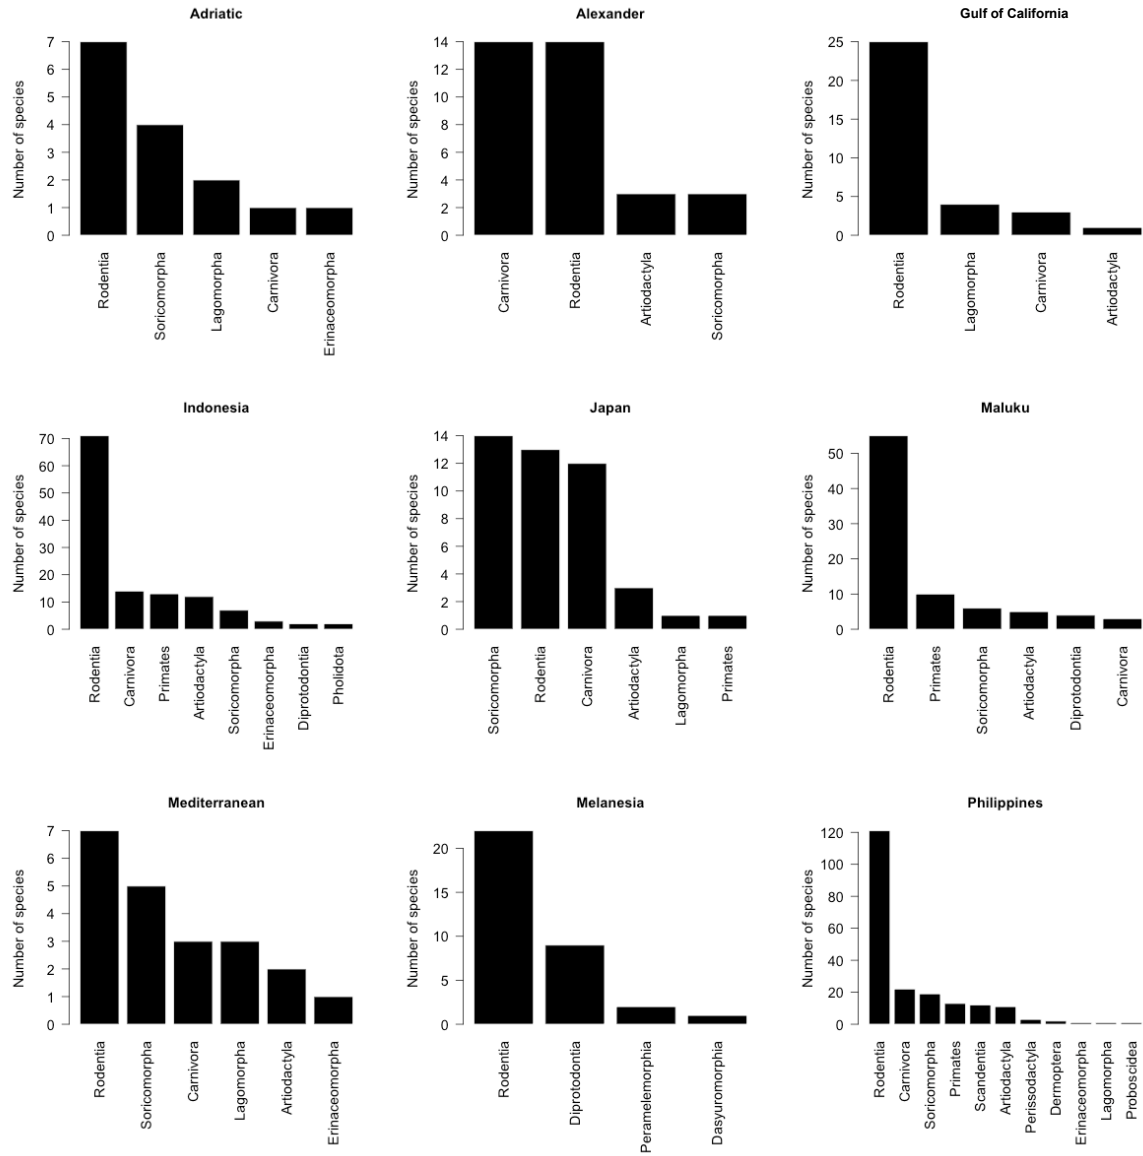 Adriatic
Number of species
7
6
5
4
3
2
1
0
Rodentia
Soricomorpha
Lagomorpha
Carnivora
Erinaceomorpha
Alexander
Number of species
14
12
10
8
6
4
2
0
Carnivora
Rodentia
Artiodactyla
Soricomorpha
Gulf of California
Number of species
25
20
15
10
5
0
Rodentia
Lagomorpha
Carnivora
Artiodactyla
Indonesia
Number of species
70
60
50
40
30
20
10
0
Rodentia
Carnivora
Primates
Artiodactyla
Soricomorpha
Erinaceomorpha
Diprotodontia
Pholidota
Japan
Number of species
14
12
10
8
6
4
2
0
Soricomorpha
Rodentia
Carnivora
Artiodactyla
Lagomorpha
Primates
Maluku
Number of species
50
40
30
20
10
0
Rodentia
Primates
Soricomorpha
Artiodactyla
Diprotodontia
Carnivora
Mediterranean
Number of species
7
6
5
4
3
2
1
0
Rodentia
Soricomorpha
Carnivora
Lagomorpha
Artiodactyla
Erinaceomorpha
Melanesia
Number of species
20
15
10
5
0
Rodentia
Diprotodontia
Peramelemorphia
Dasyuromorphia
Philippines
Number of species
120
100
80
60
40
20
0
Rodentia
Carnivora
Soricomorpha
Primates
Scandentia
Artiodactyla
Perissodactyla
Dermoptera
Erinaceomorpha
Lagomorpha
Proboscidea